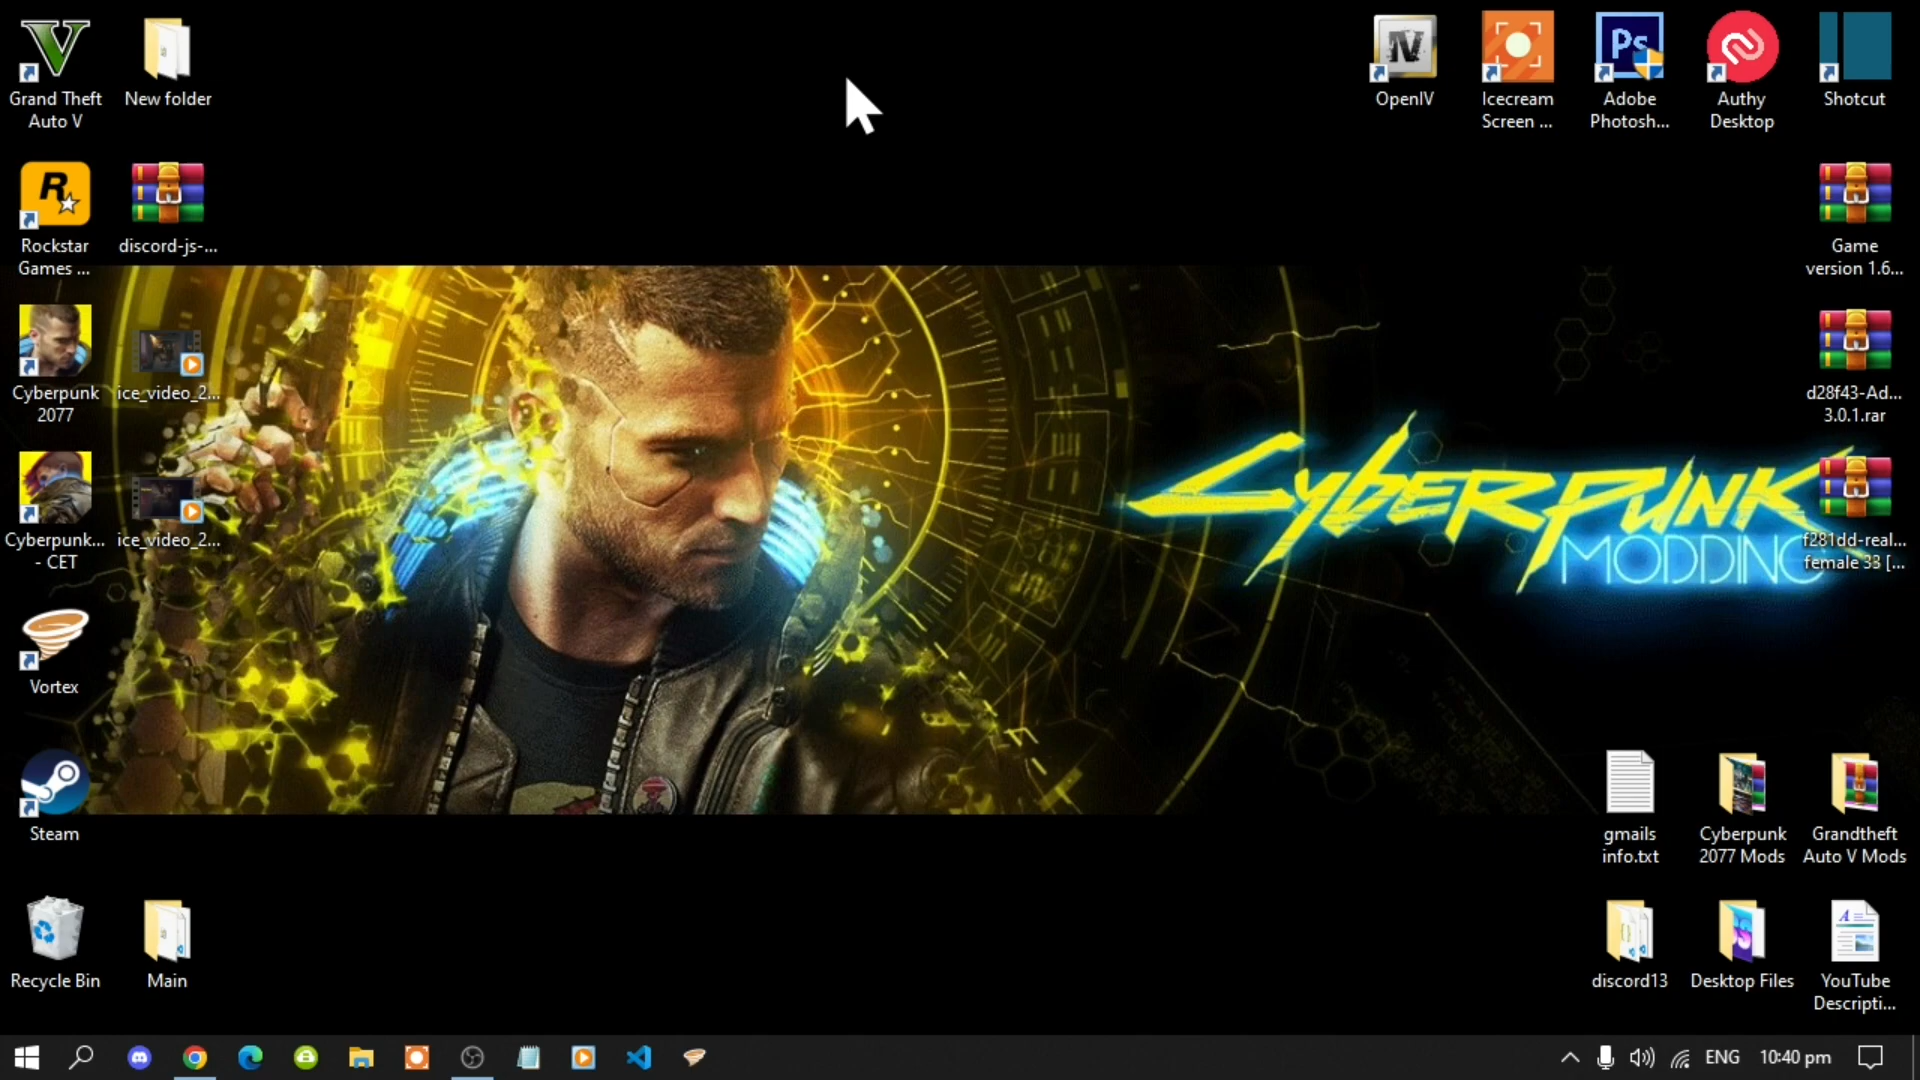 Grand Theft
Auto V
New folder
OpenIV
Icecream
Screen ...
Ps
Adobe
Photosh...
Authy
Desktop
Shotcut
R
Rockstar
Games ...
discord-js-...
Game
version 1.6...
Cyberpunk
2077
ice_video_2...
d28f43-Ad...
3.0.1.rar
Cyberpunk...
- CET
ice_video_2...
CYBERPUNK
MODDING
f281dd-real...
female 33 [...
Vortex
Steam
gmails
info.txt
Cyberpunk
2077 Mods
Grandtheft
Auto V Mods
Recycle Bin
Main
discord13
Desktop Files
YouTube
Descripti...
ENG
10:40 pm